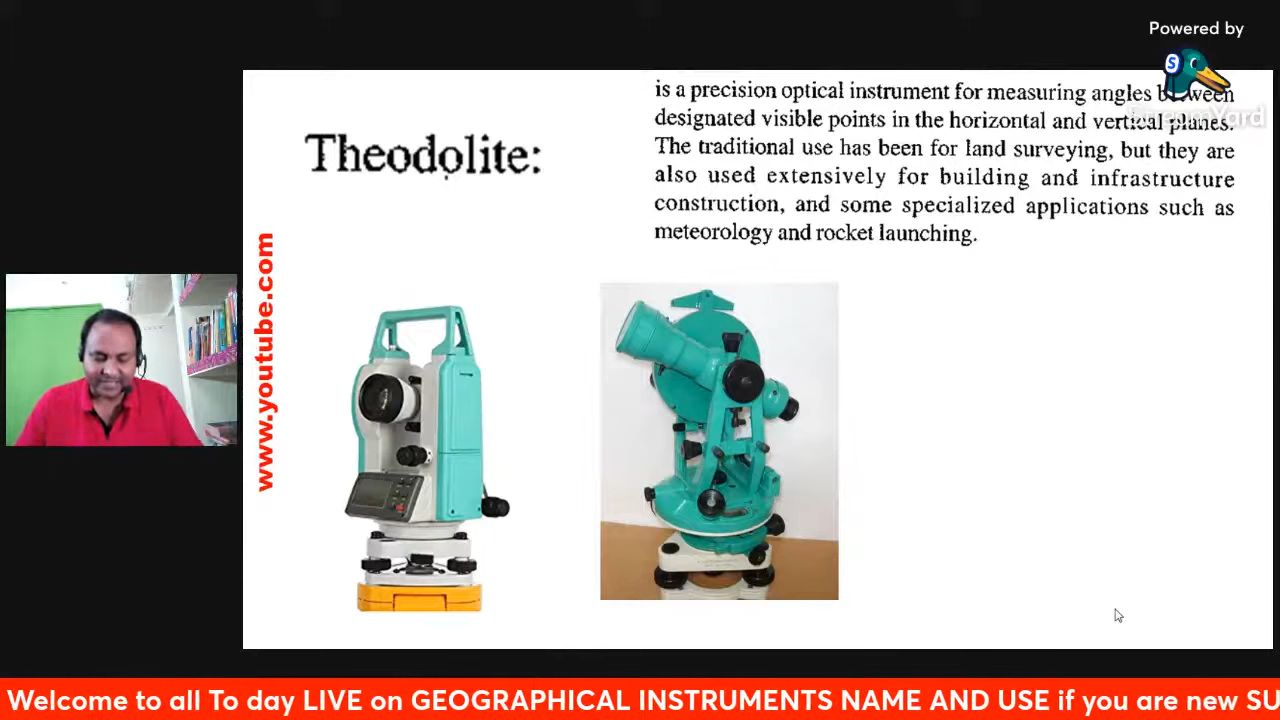 Powered by
StreamYard
is a precision optical instrument for measuring angles between
designated visible points in the horizontal and vertical planes.
The traditional use has been for land surveying, but they are
also used extensively for building and infrastructure
construction, and some specialized applications such as
meteorology and rocket launching.
Theodolite:
www.youtube.com
Welcome to all To day LIVE on GEOGRAPHICAL INSTRUMENTS NAME AND USE if you are new SU